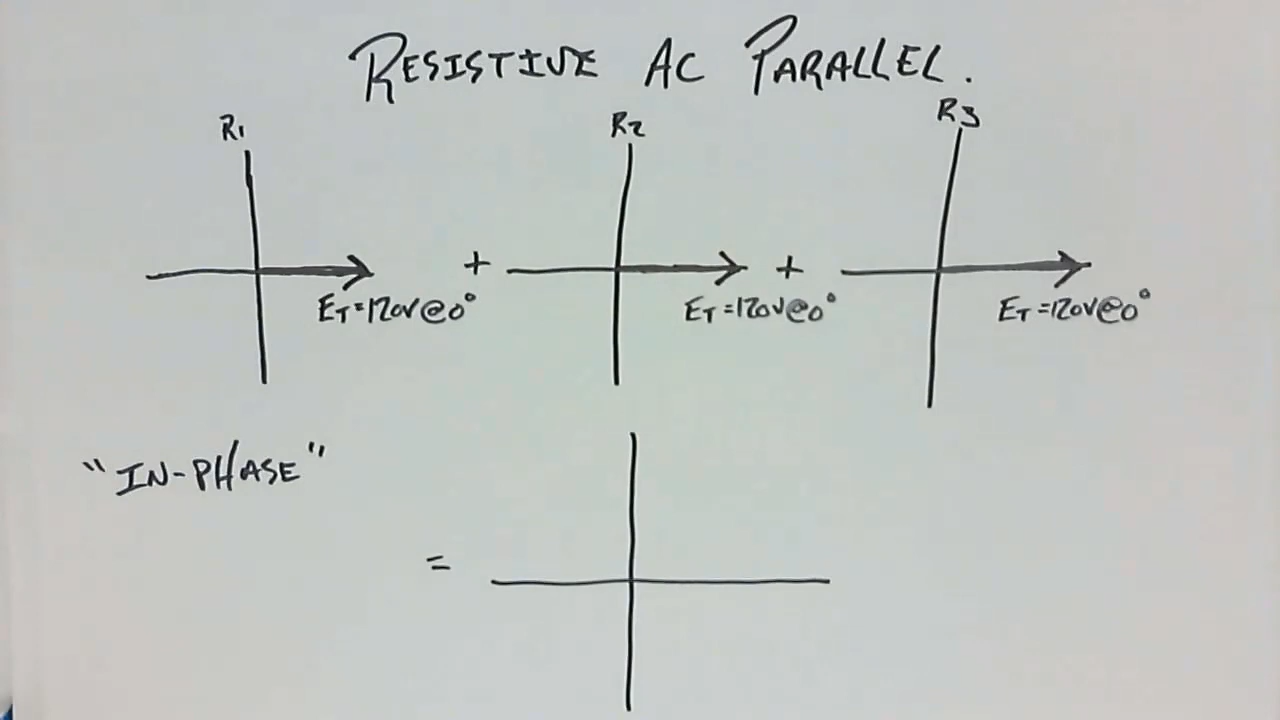 RESISTIVE AC PARALLEL.
R1 R2 R3
+ +
ET=120V@0° ET=120V@0° ET=120V@0°
"IN-PHASE"
=